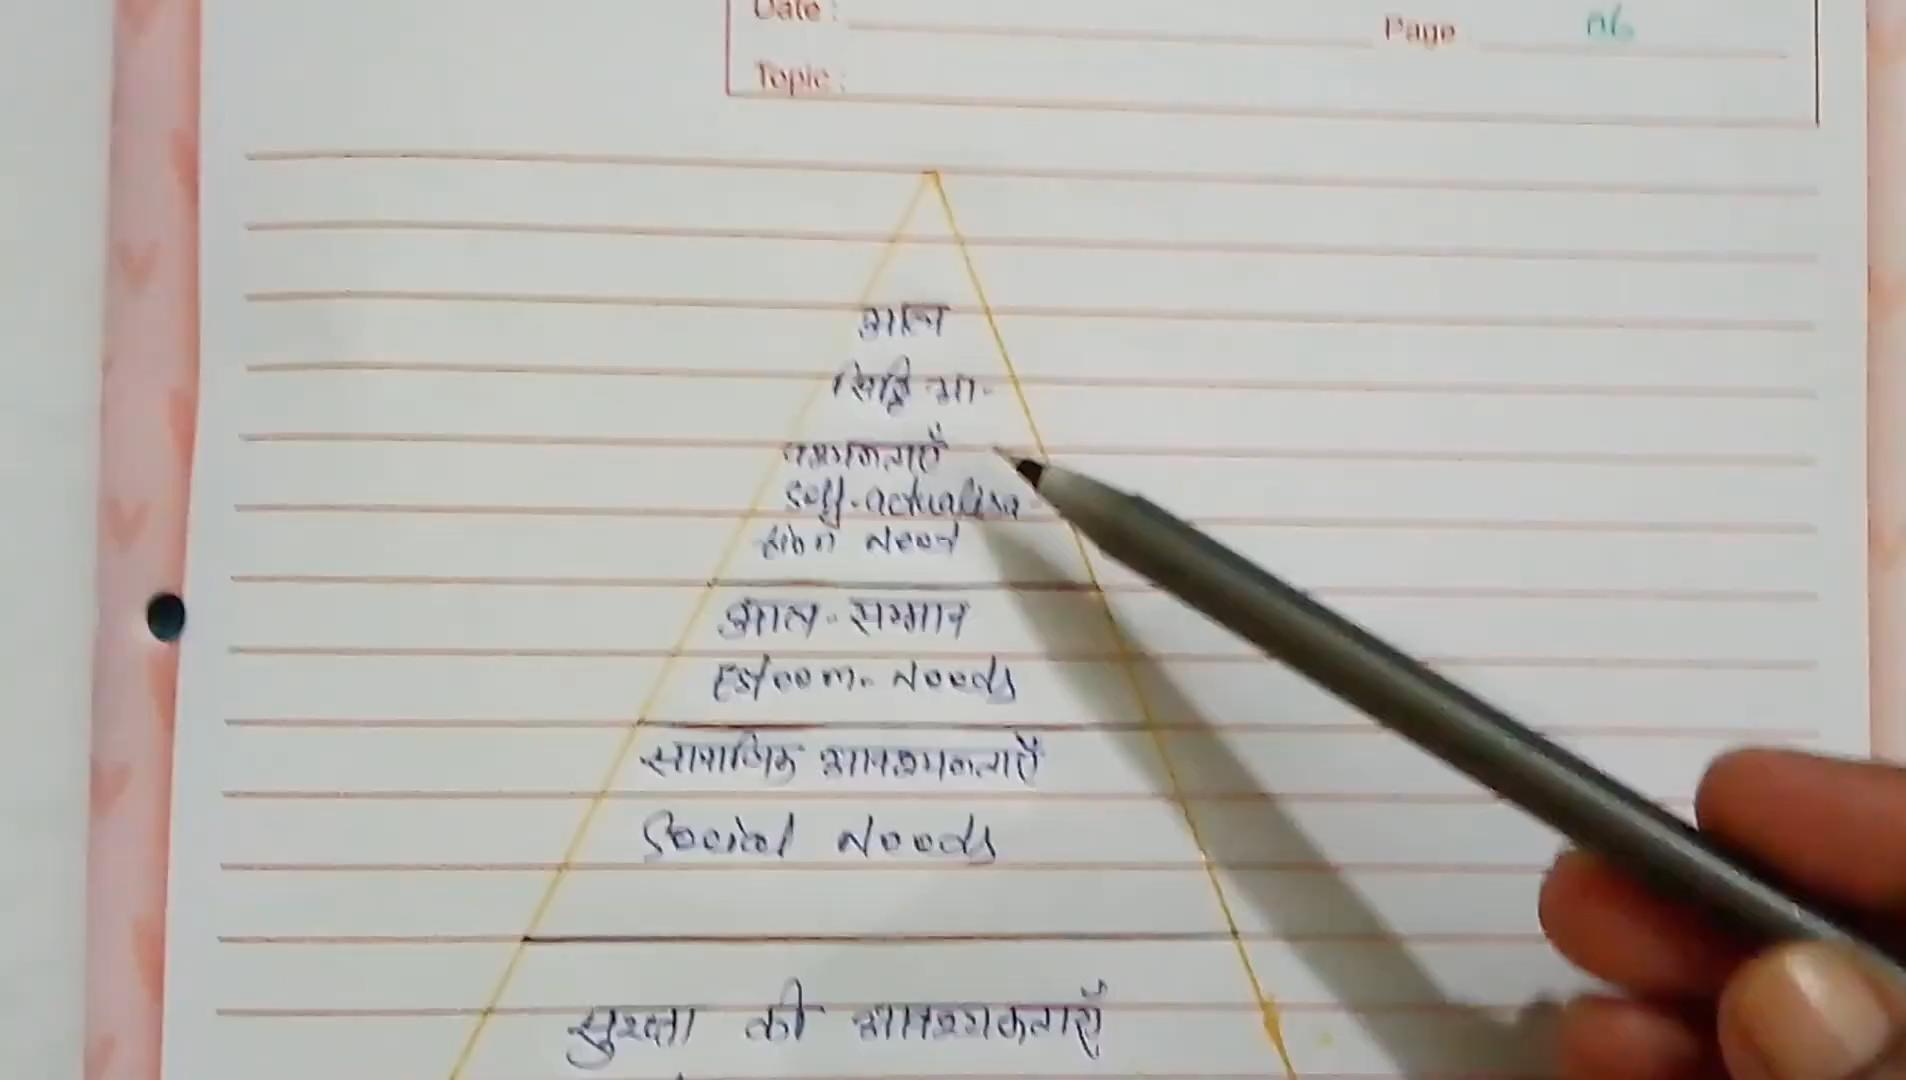 Date :
Page 06
Topic :
आत्म
सिद्धि आ-
वश्यकताएँ
Self-actualisa-
tion Need
आत्म-सम्मान
Esteem-Needs
सामाजिक आवश्यकताएँ
Social Needs
सुरक्षा की आवश्यकताएँ